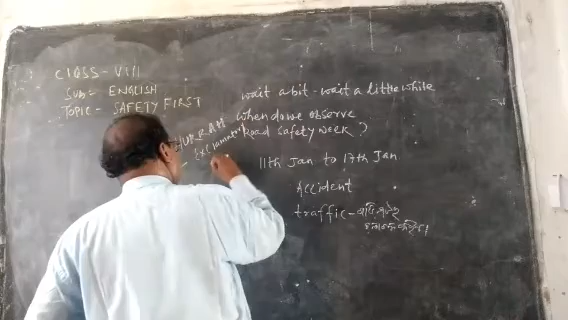 CLASS - VIII
SUB:- ENGLISH
TOPIC - SAFETY FIRST
HURRAH
wait a bit - wait a little while
when do we observe
Road Safety week ?
11th Jan to 17th Jan
Accident
traffic -